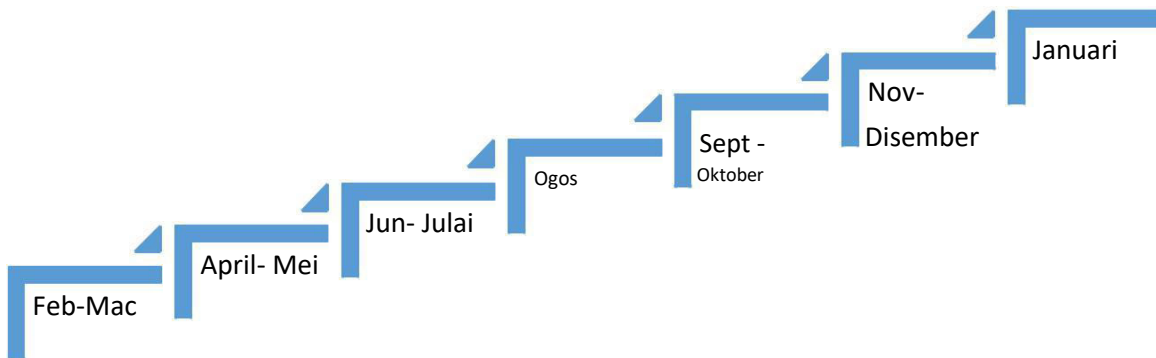 Feb-Mac
April- Mei
Jun- Julai
Ogos
Sept -
Oktober
Nov-
Disember
Januari